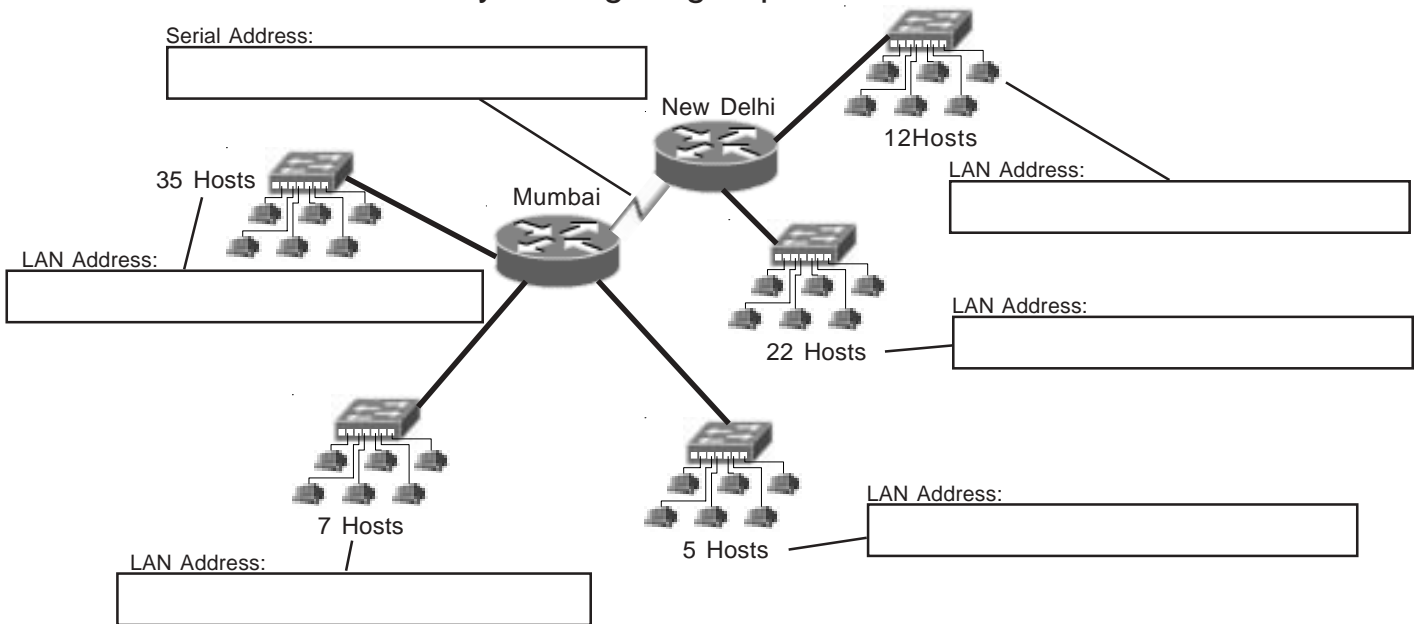 Serial Address:
New Delhi
12Hosts
LAN Address:
35 Hosts
Mumbai
LAN Address:
LAN Address:
22 Hosts
7 Hosts
LAN Address:
5 Hosts
LAN Address: